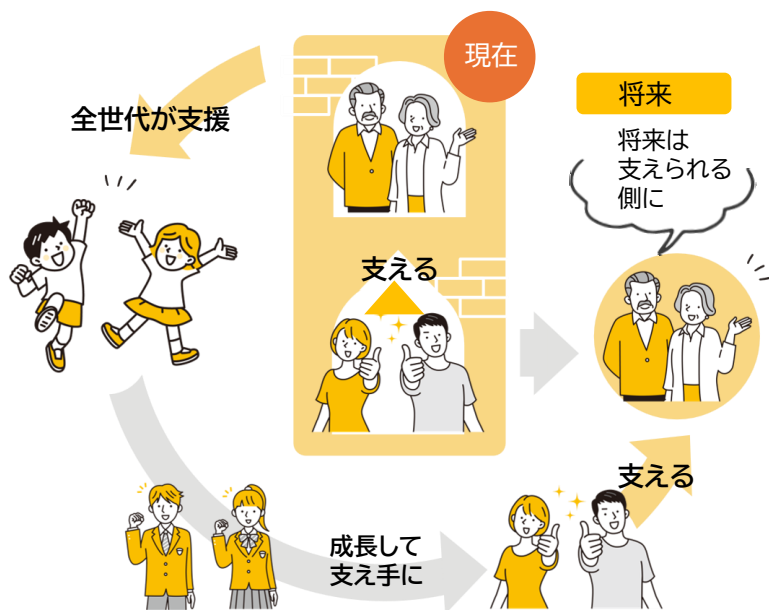 現在
全世代が支援
将来
将来は
支えられる
側に
支える
支える
成長して
支え手に